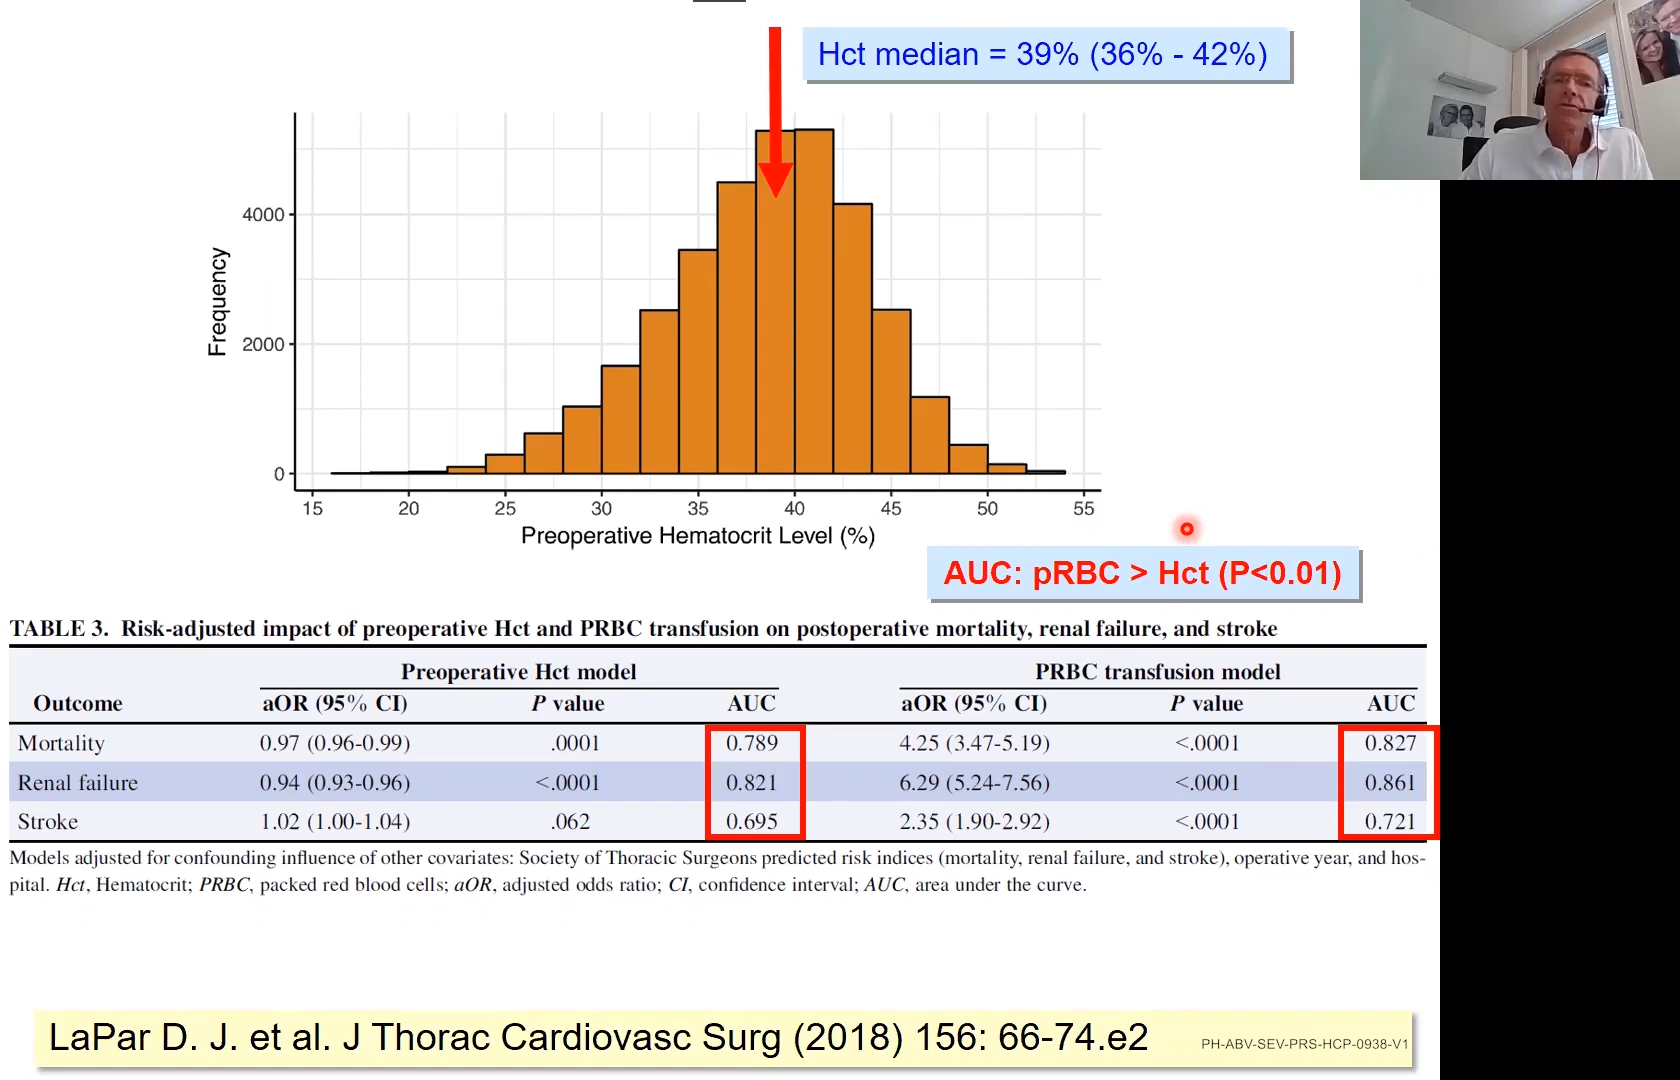 Hct median = 39% (36% - 42%)
Frequency
4000
2000
0
15 20 25 30 35 40 45 50 55
Preoperative Hematocrit Level (%)
AUC: pRBC > Hct (P<0.01)
TABLE 3. Risk-adjusted impact of preoperative Hct and PRBC transfusion on postoperative mortality, renal failure, and stroke
Preoperative Hct model PRBC transfusion model
Outcome aOR (95% CI) P value AUC aOR (95% CI) P value AUC
Mortality 0.97 (0.96-0.99) .0001 0.789 4.25 (3.47-5.19) <.0001 0.827
Renal failure 0.94 (0.93-0.96) <.0001 0.821 6.29 (5.24-7.56) <.0001 0.861
Stroke 1.02 (1.00-1.04) .062 0.695 2.35 (1.90-2.92) <.0001 0.721
Models adjusted for confounding influence of other covariates: Society of Thoracic Surgeons predicted risk indices (mortality, renal failure, and stroke), operative year, and hos-
pital. Hct, Hematocrit; PRBC, packed red blood cells; aOR, adjusted odds ratio; CI, confidence interval; AUC, area under the curve.
LaPar D. J. et al. J Thorac Cardiovasc Surg (2018) 156: 66-74.e2
PH-ABV-SEV-PRS-HCP-0938-V1